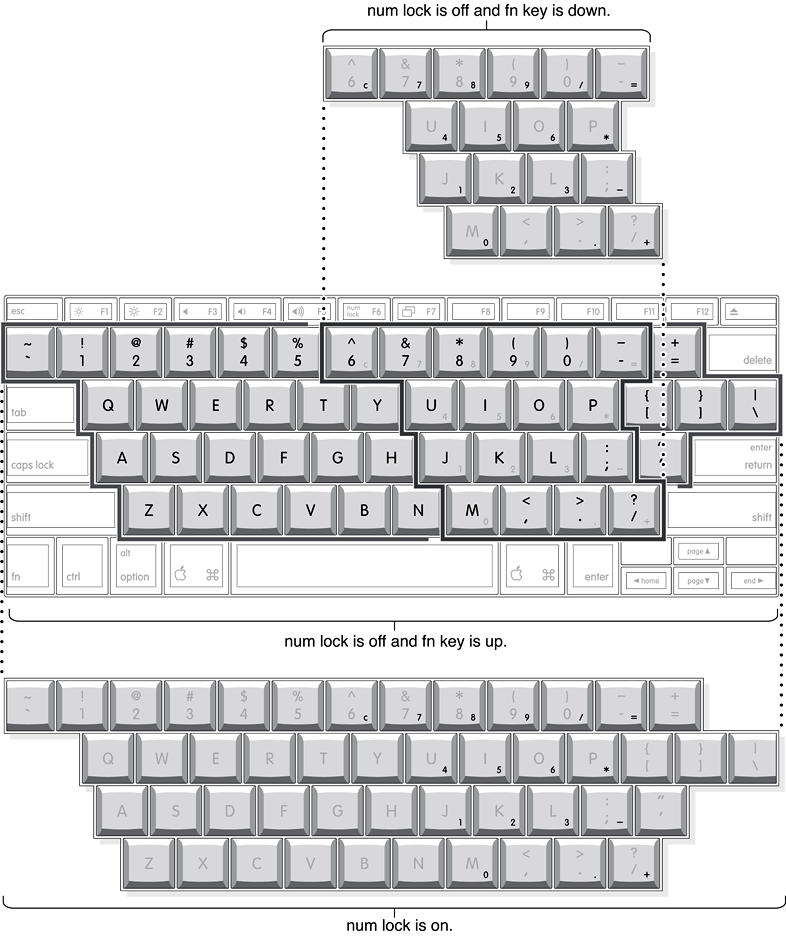 num lock is off and fn key is down.
^ & * ( ) –
6 c 7 7 8 8 9 9 0 / - =
U I O P
4 5 6 *
J K L :
1 2 3 ; –
M < > ?
0 , . . / +
esc F1 F2 F3 F4 F5 num lock F6 F7 F8 F9 F10 F11 F12
~ ! @ # $ % ^ & * ( ) – +
` 1 2 3 4 5 6 c 7 7 8 8 9 9 0 / - = = delete
tab Q W E R T Y U I O P { } |
4 5 6 * [ ] \
caps lock A S D F G H J K L : " enter
1 2 3 ; – ' return
shift Z X C V B N M < > ? shift
0 , . . / +
alt page ▲
fn ctrl option ⌘ ⌘ enter ◄ home page ▼ end ►
num lock is off and fn key is up.
~ ! @ # $ % ^ & * ( ) – +
` 1 2 3 4 5 6 c 7 7 8 8 9 9 0 / - = =
Q W E R T Y U I O P { } |
4 5 6 * [ ] \
A S D F G H J K L : "
1 2 3 ; – '
Z X C V B N M < > ?
0 , . . / +
num lock is on.